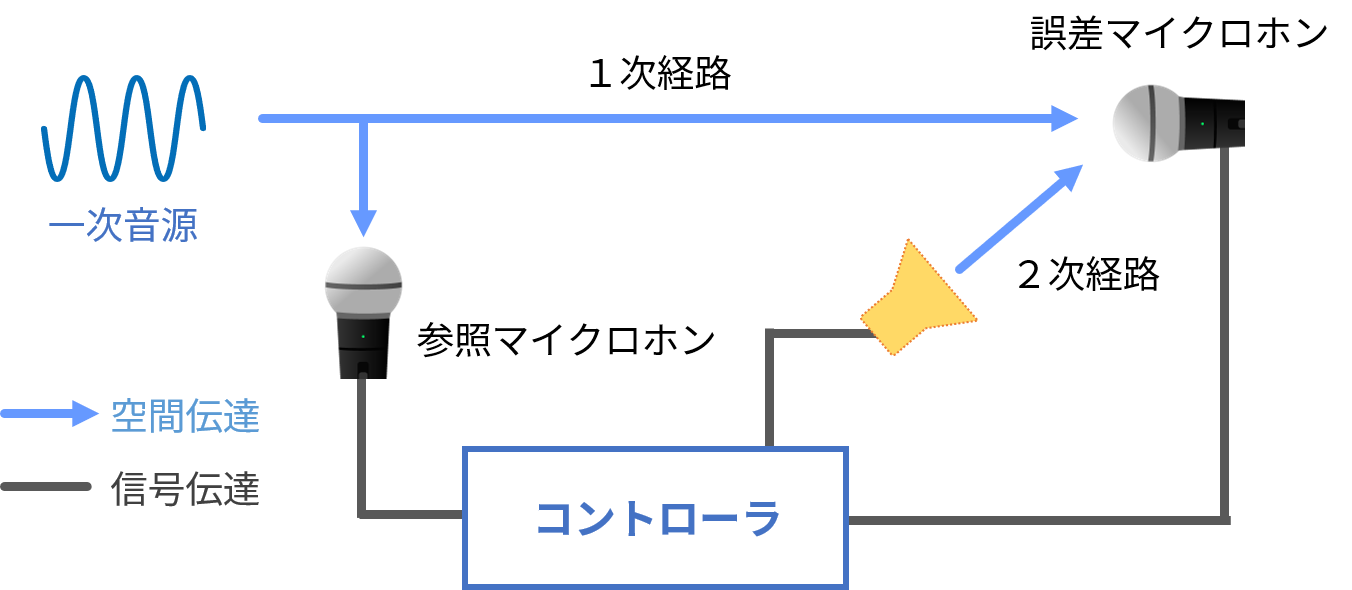 誤差マイクロホン
１次経路
一次音源
２次経路
参照マイクロホン
空間伝達
信号伝達
コントローラ